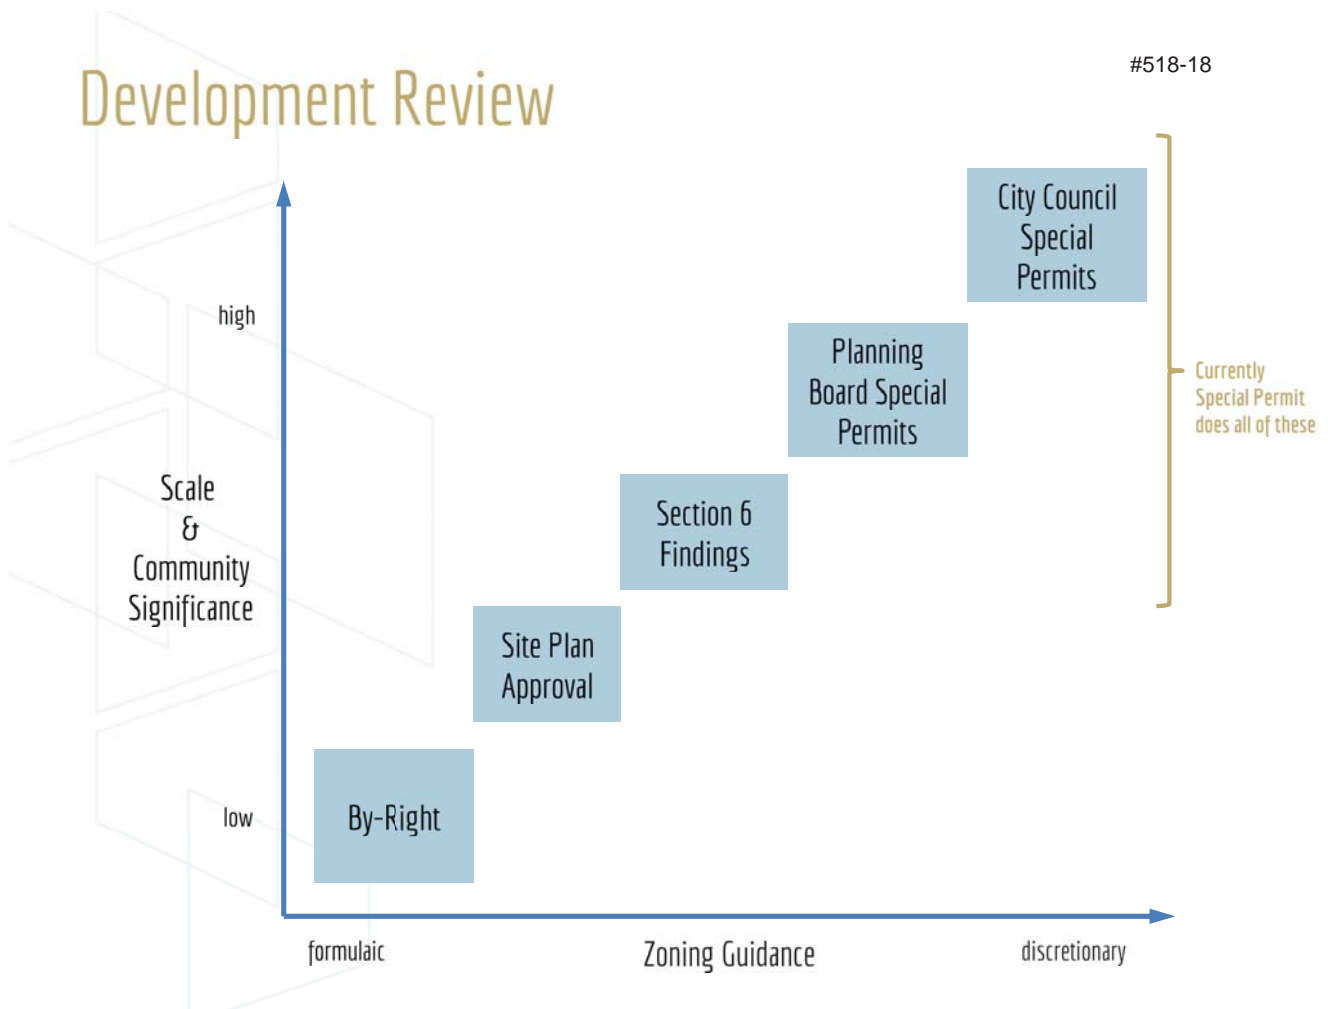 #518-18
Development Review
City Council
Special
Permits
high
Planning
Board Special
Permits
Currently
Special Permit
does all of these
Scale
&
Community
Significance
Section 6
Findings
Site Plan
Approval
low
By-Right
formulaic
Zoning Guidance
discretionary